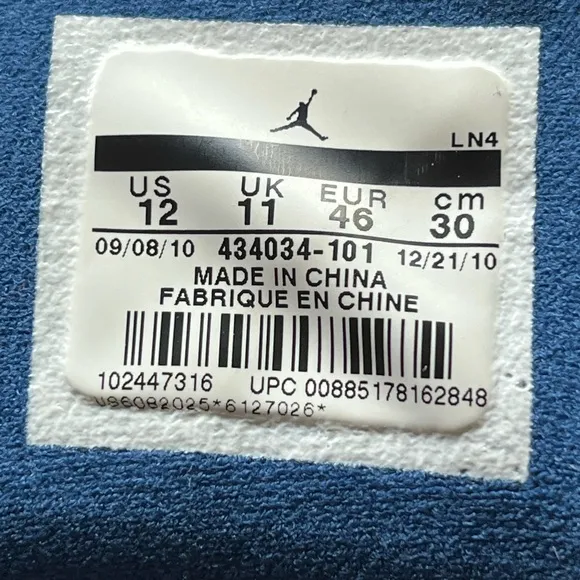 LN4
US UK EUR cm
12 11 46 30
09/08/10 434034-101 12/21/10
MADE IN CHINA
FABRIQUE EN CHINE
102447316 UPC 00885178162848
*6127026*